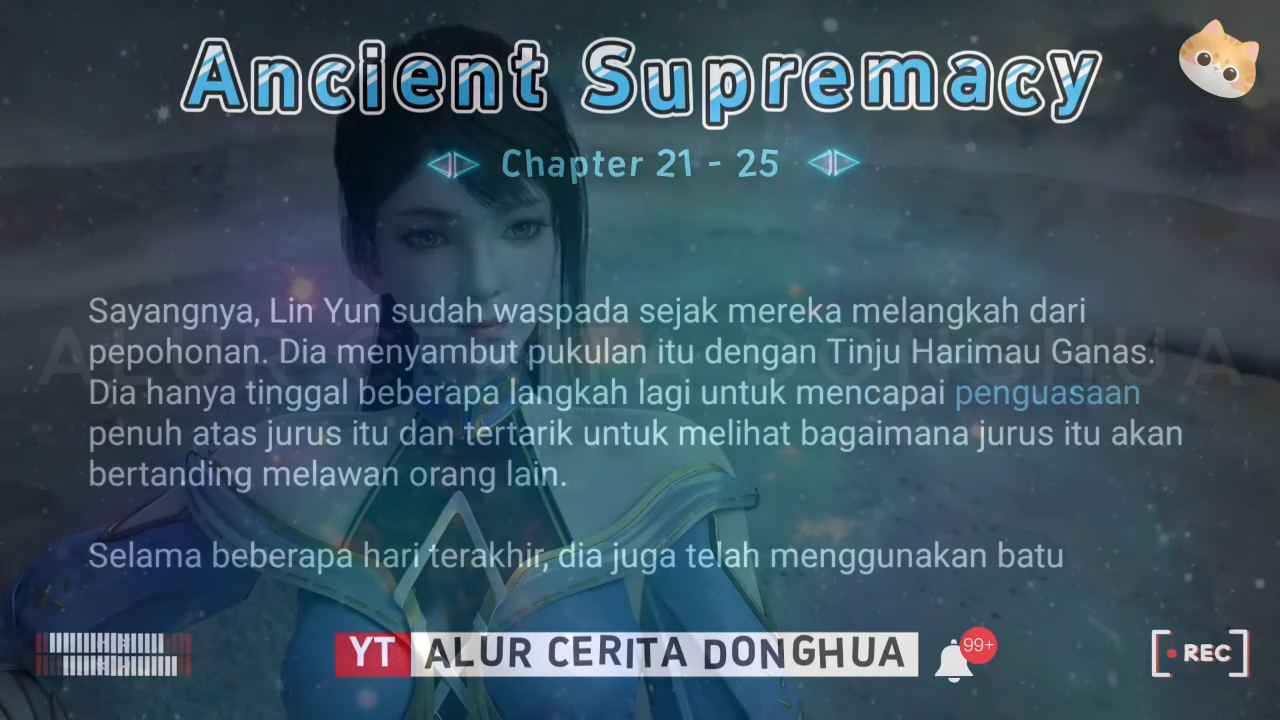 Ancient Supremacy
Chapter 21 - 25
Sayangnya, Lin Yun sudah waspada sejak mereka melangkah dari
pepohonan. Dia menyambut pukulan itu dengan Tinju Harimau Ganas.
Dia hanya tinggal beberapa langkah lagi untuk mencapai penguasaan
penuh atas jurus itu dan tertarik untuk melihat bagaimana jurus itu akan
bertanding melawan orang lain.
Selama beberapa hari terakhir, dia juga telah menggunakan batu
YT ALUR CERITA DONGHUA
99+
REC